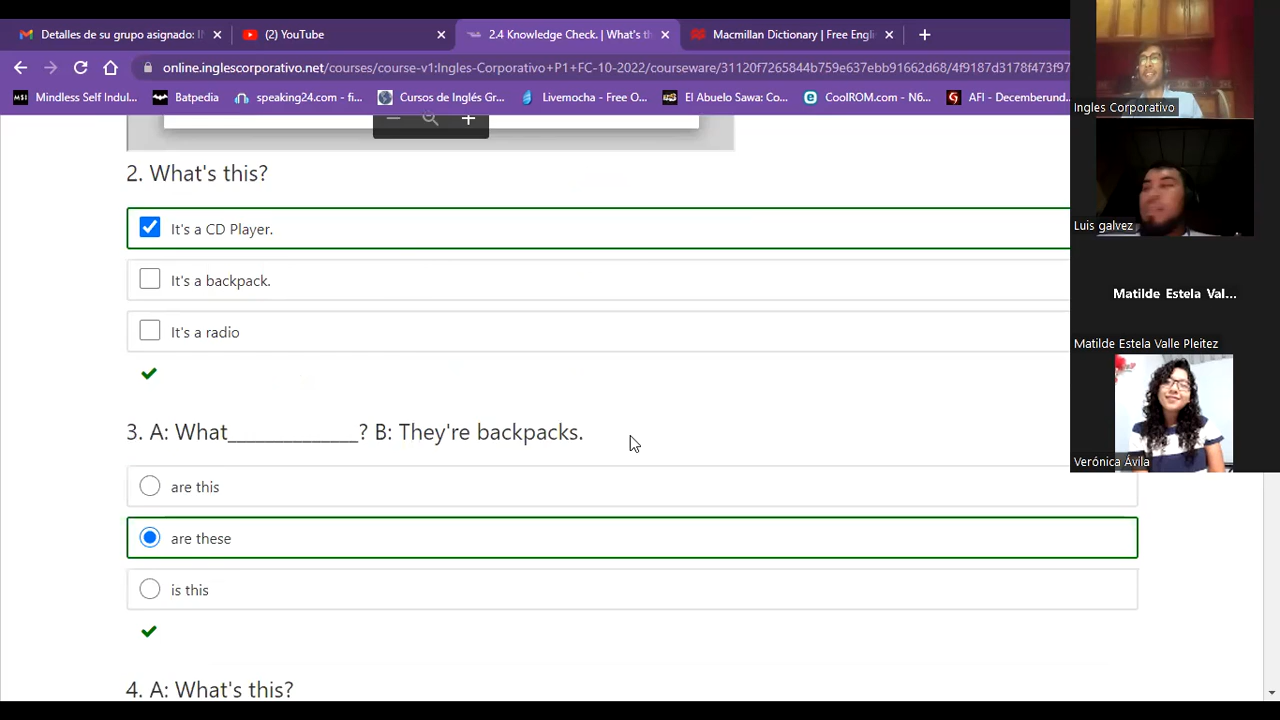 Detalles de su grupo asignado: I
(2) YouTube
2.4 Knowledge Check. | What's th
Macmillan Dictionary | Free Engli
online.inglescorporativo.net/courses/course-v1:Ingles-Corporativo+P1+FC-10-2022/courseware/31120f7265844b759e637ebb91662d68/4f9187d3178f473f97
Mindless Self Indul...
Batpedia
speaking24.com - fi...
Cursos de Inglés Gr...
Livemocha - Free O...
El Abuelo Sawa: Co...
CoolROM.com - N6...
AFI - Decemberund...
Ingles Corporativo
Luis galvez
Matilde Estela Val...
Matilde Estela Valle Pleitez
Verónica Ávila
2. What's this?
It's a CD Player.
It's a backpack.
It's a radio
3. A: What______________? B: They're backpacks.
are this
are these
is this
4. A: What's this?